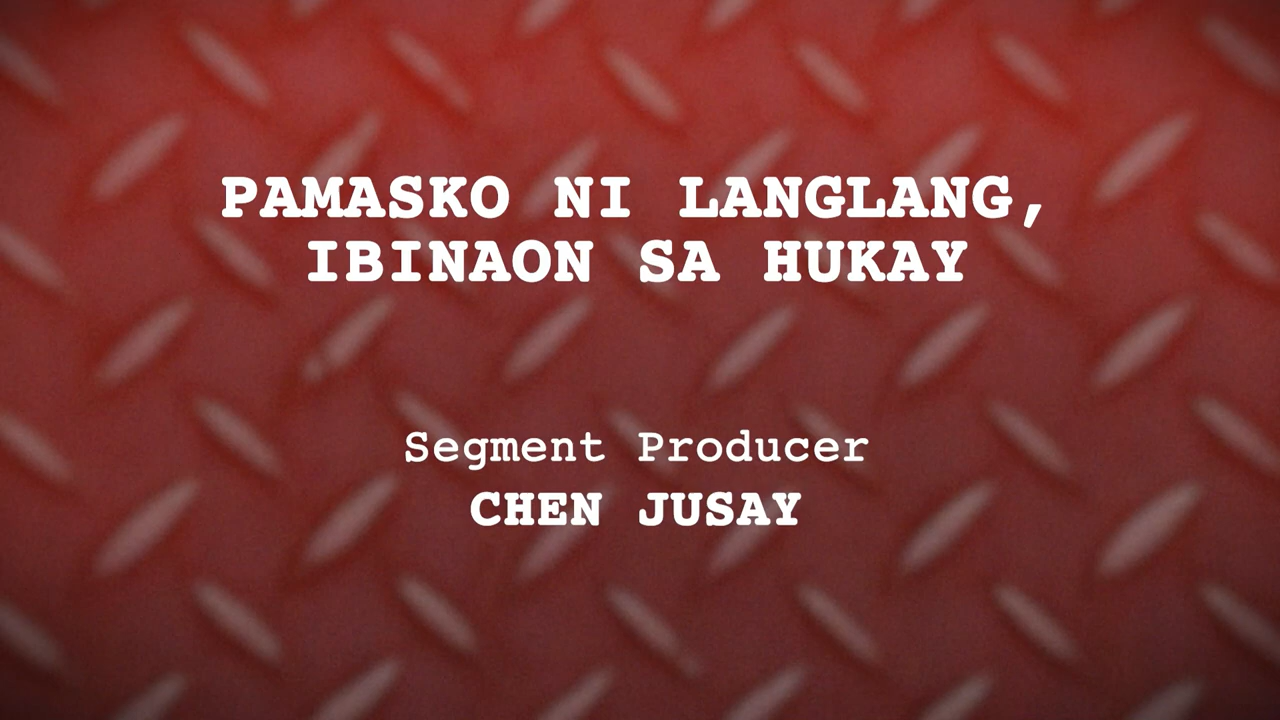 PAMASKO NI LANGLANG,
IBINAON SA HUKAY
Segment Producer
CHEN JUSAY